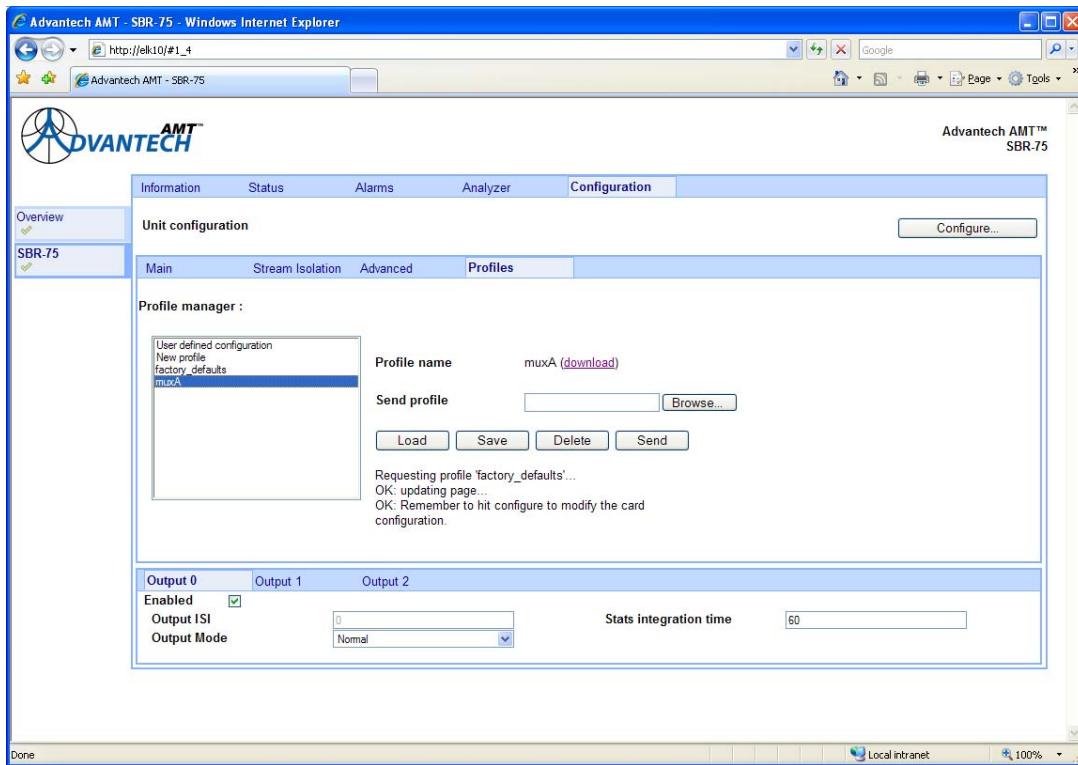 Advantech AMT - SBR-75 - Windows Internet Explorer
http://elk10/#1_4
Google
Advantech AMT - SBR-75
Page
Tools
»
ADVANTECH AMT™
Advantech AMT™
SBR-75
Information Status Alarms Analyzer Configuration
Overview
SBR-75
Unit configuration
Configure...
Main Stream Isolation Advanced Profiles
Profile manager :
User defined configuration
New profile
factory_defaults
muxA
Profile name muxA (download)
Send profile Browse...
Load Save Delete Send
Requesting profile 'factory_defaults'...
OK: updating page...
OK: Remember to hit configure to modify the card
configuration.
Output 0 Output 1 Output 2
Enabled
Output ISI 0 Stats integration time 60
Output Mode Normal
Done Local intranet 100%